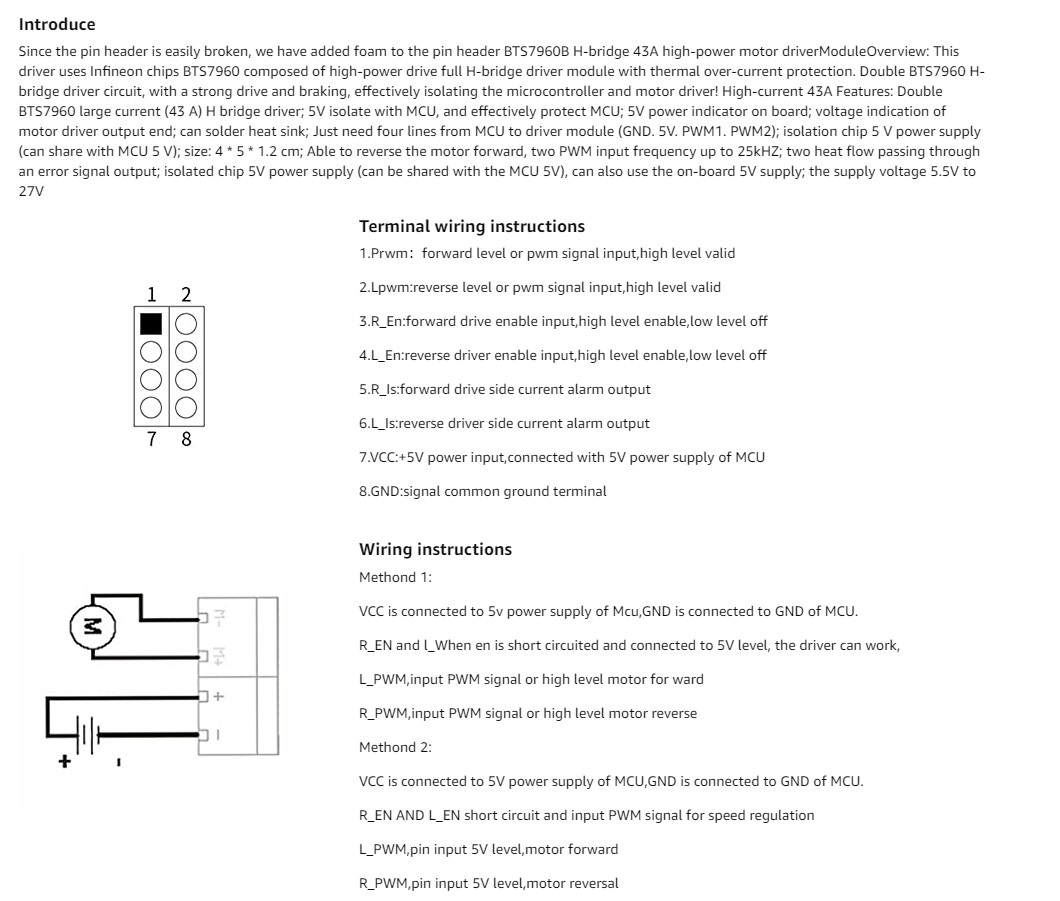 Introduce
Since the pin header is easily broken, we have added foam to the pin header BTS7960B H-bridge 43A high-power motor driverModuleOverview: This
driver uses Infineon chips BTS7960 composed of high-power drive full H-bridge driver module with thermal over-current protection. Double BTS7960 H-
bridge driver circuit, with a strong drive and braking, effectively isolating the microcontroller and motor driver! High-current 43A Features: Double
BTS7960 large current (43 A) H bridge driver; 5V isolate with MCU, and effectively protect MCU; 5V power indicator on board; voltage indication of
motor driver output end; can solder heat sink; Just need four lines from MCU to driver module (GND. 5V. PWM1. PWM2); isolation chip 5 V power supply
(can share with MCU 5 V); size: 4 * 5 * 1.2 cm; Able to reverse the motor forward, two PWM input frequency up to 25kHZ; two heat flow passing through
an error signal output; isolated chip 5V power supply (can be shared with the MCU 5V), can also use the on-board 5V supply; the supply voltage 5.5V to
27V
Terminal wiring instructions
1.Prwm：forward level or pwm signal input,high level valid
2.Lpwm:reverse level or pwm signal input,high level valid
3.R_En:forward drive enable input,high level enable,low level off
4.L_En:reverse driver enable input,high level enable,low level off
5.R_Is:forward drive side current alarm output
6.L_Is:reverse driver side current alarm output
7.VCC:+5V power input,connected with 5V power supply of MCU
8.GND:signal common ground terminal
1 2
7 8
Wiring instructions
Methond 1:
VCC is connected to 5v power supply of Mcu,GND is connected to GND of MCU.
R_EN and l_When en is short circuited and connected to 5V level, the driver can work,
L_PWM,input PWM signal or high level motor for ward
R_PWM,input PWM signal or high level motor reverse
Methond 2:
VCC is connected to 5V power supply of MCU,GND is connected to GND of MCU.
R_EN AND L_EN short circuit and input PWM signal for speed regulation
L_PWM,pin input 5V level,motor forward
R_PWM,pin input 5V level,motor reversal
M
M-
M+
+
-
+ -